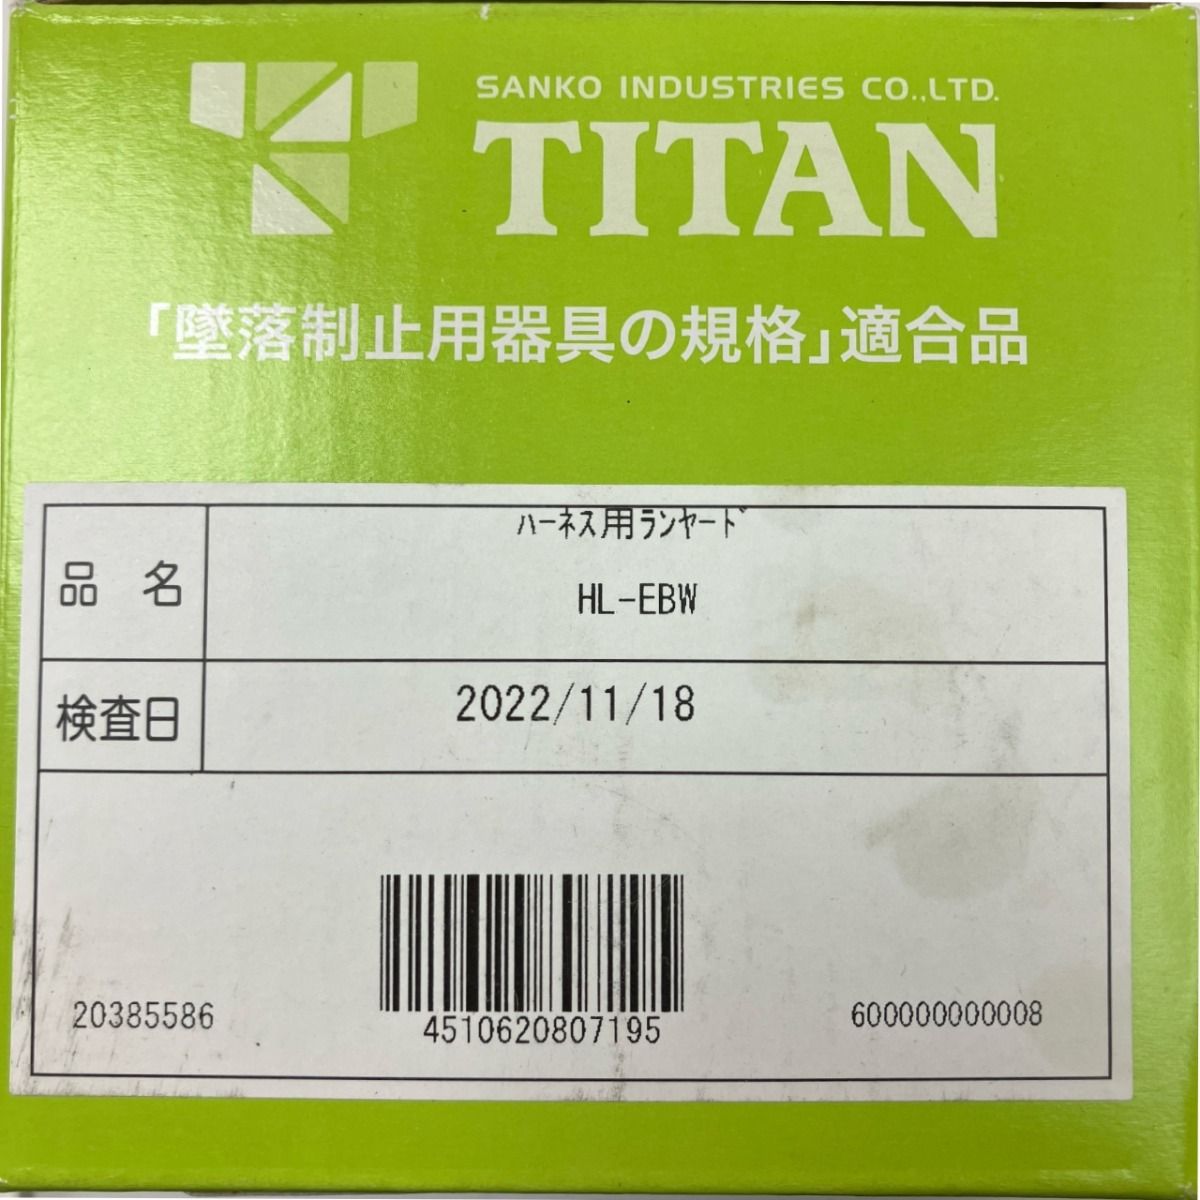 SANKO INDUSTRIES CO.,LTD.
TITAN
「墜落制止用器具の規格」適合品
ﾊｰﾈｽ用ﾗﾝﾔｰﾄﾞ
品 名
HL-EBW
検査日
2022/11/18
20385586
4510620807195
600000000008